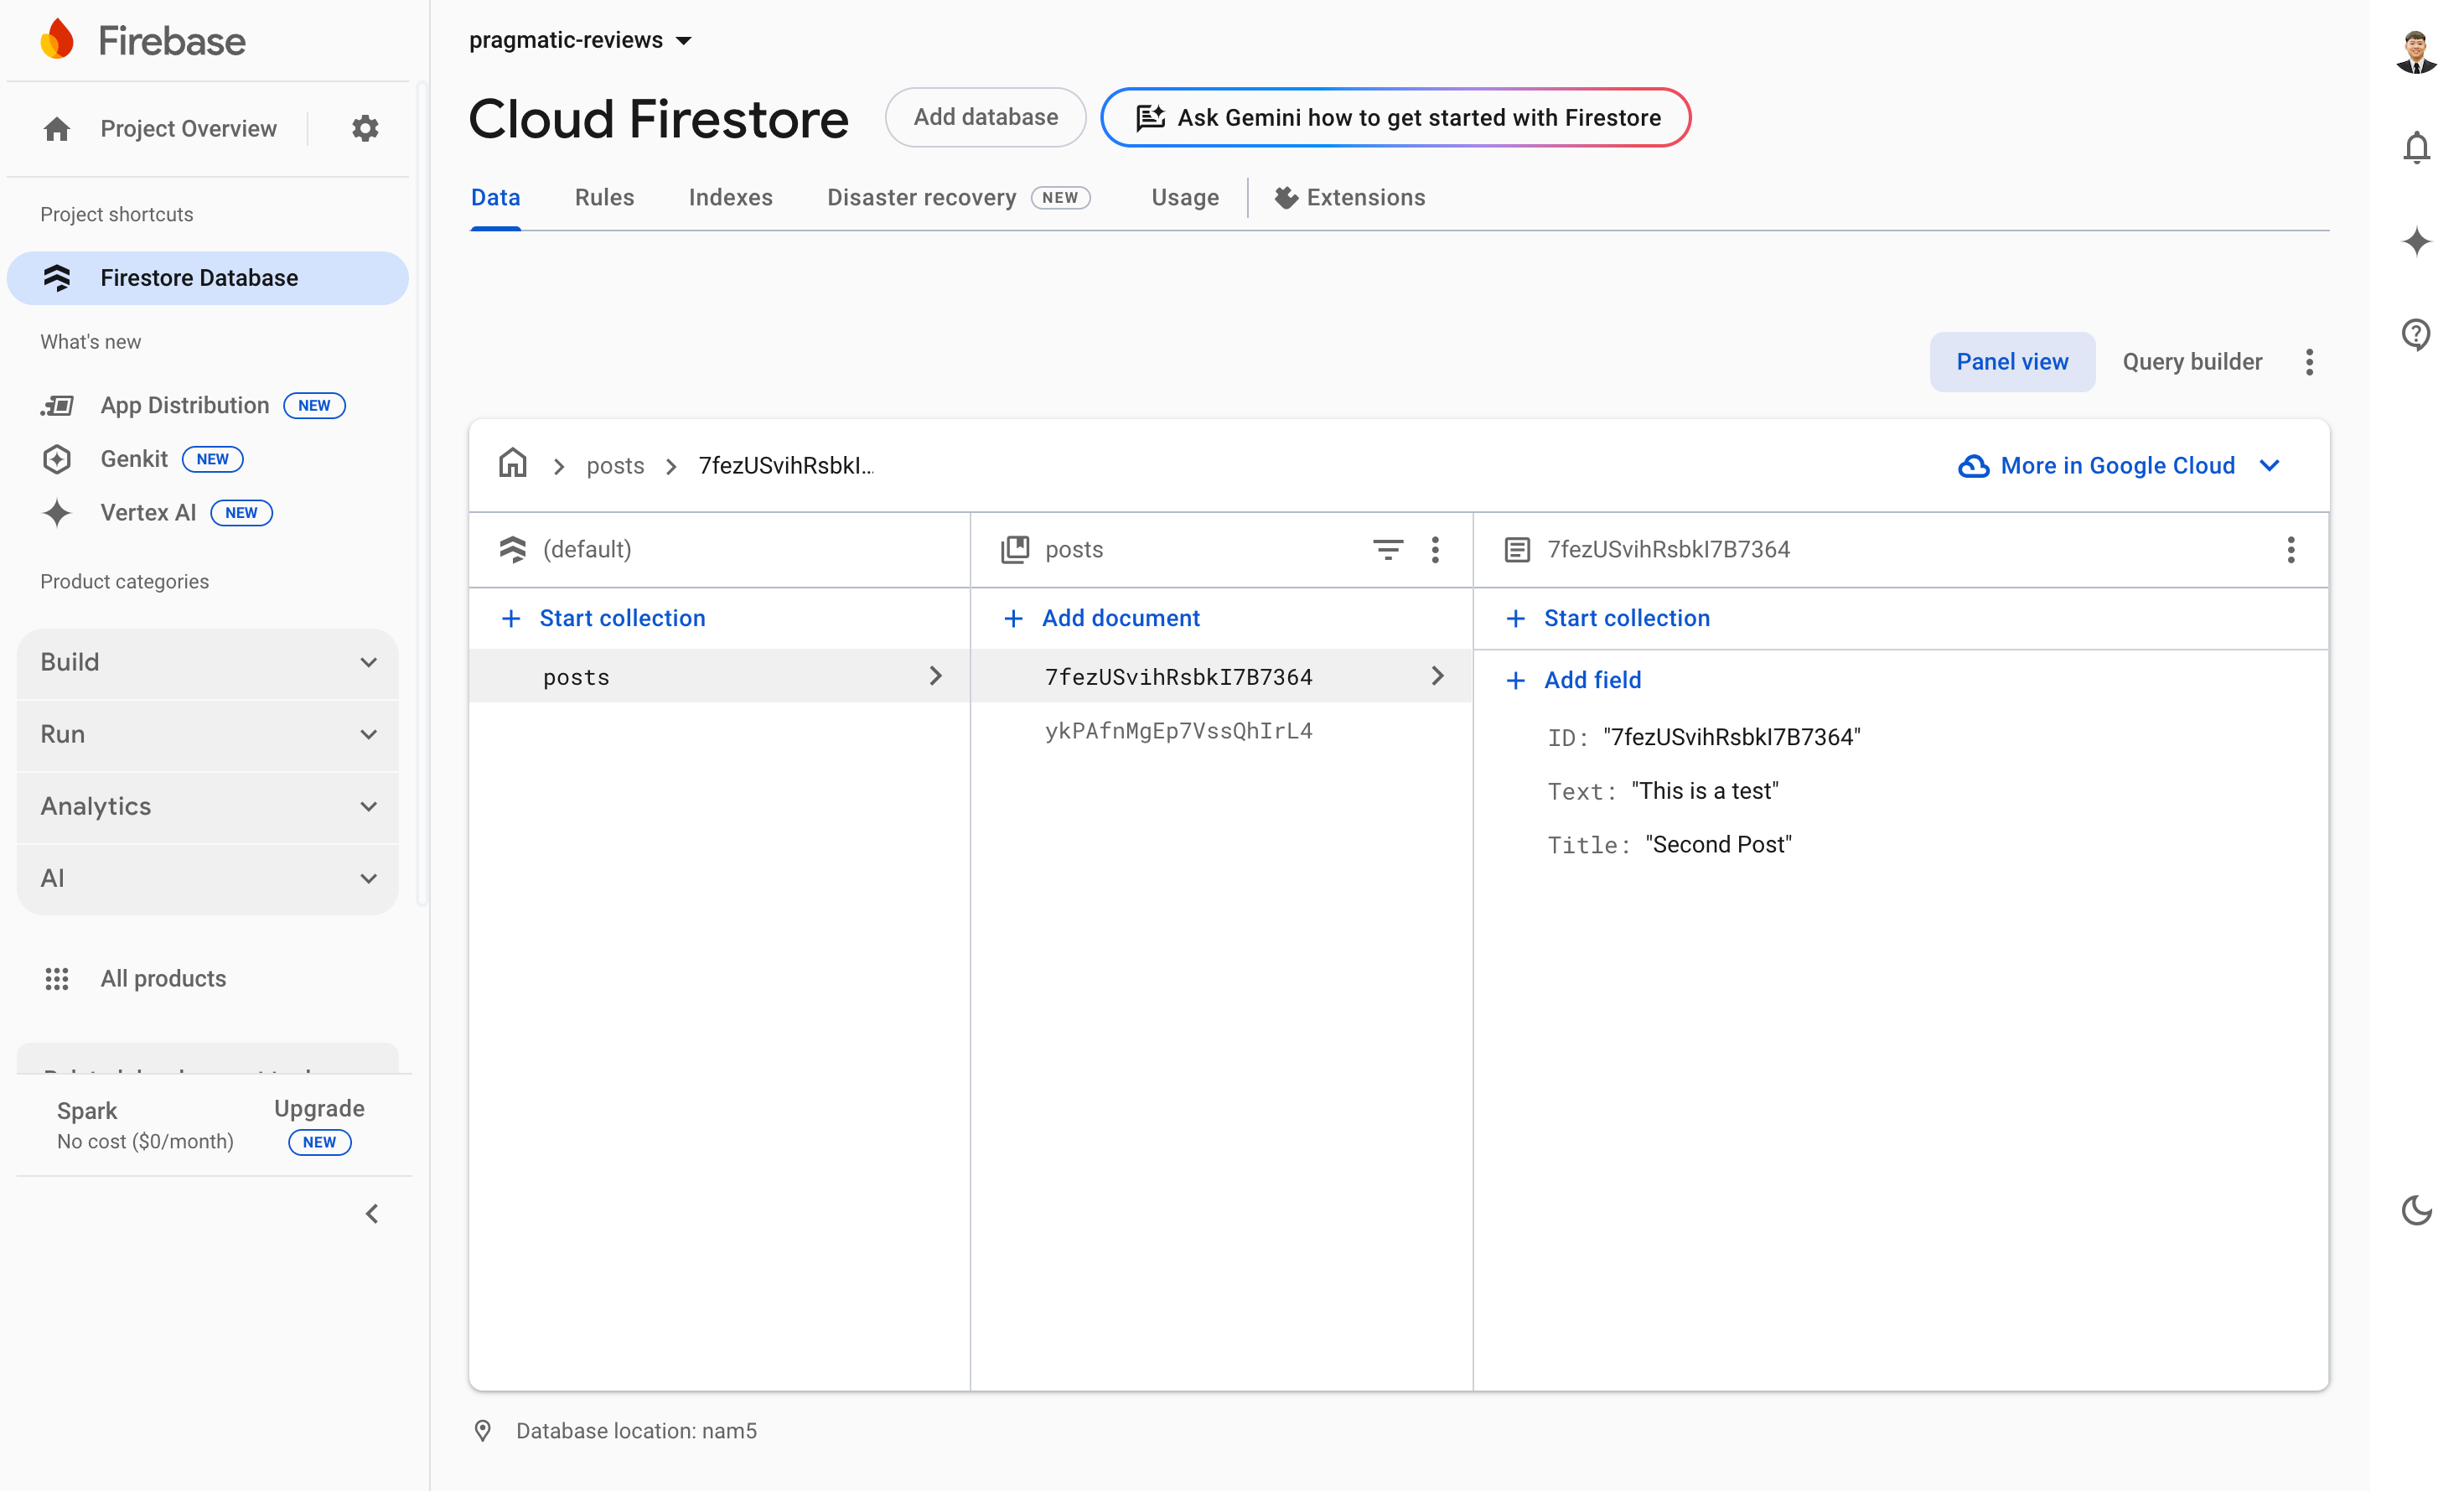 Firebase
Project Overview
Project shortcuts
Firestore Database
What's new
App Distribution NEW
Genkit NEW
Vertex AI NEW
Product categories
Build
Run
Analytics
AI
All products
Spark
No cost ($0/month)
Upgrade
NEW
pragmatic-reviews
Cloud Firestore
Add database
Ask Gemini how to get started with Firestore
Data Rules Indexes Disaster recovery NEW Usage Extensions
Panel view Query builder
posts 7fezUSvihRsbkI...
More in Google Cloud
(default)
Start collection
posts
posts
Add document
7fezUSvihRsbkI7B7364
ykPAfnMgEp7VssQhIrL4
7fezUSvihRsbkI7B7364
Start collection
Add field
ID: "7fezUSvihRsbkI7B7364"
Text: "This is a test"
Title: "Second Post"
Database location: nam5